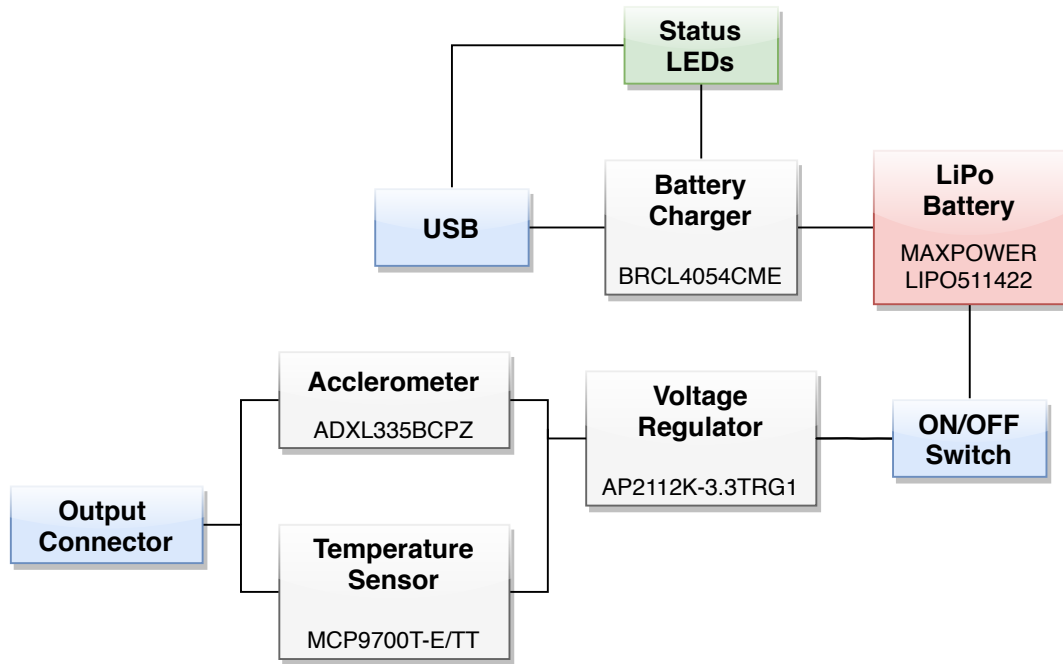 Status
LEDs
USB
Battery
Charger
BRCL4054CME
LiPo
Battery
MAXPOWER
LIPO511422
Acclerometer
ADXL335BCPZ
Voltage
Regulator
AP2112K-3.3TRG1
ON/OFF
Switch
Output
Connector
Temperature
Sensor
MCP9700T-E/TT